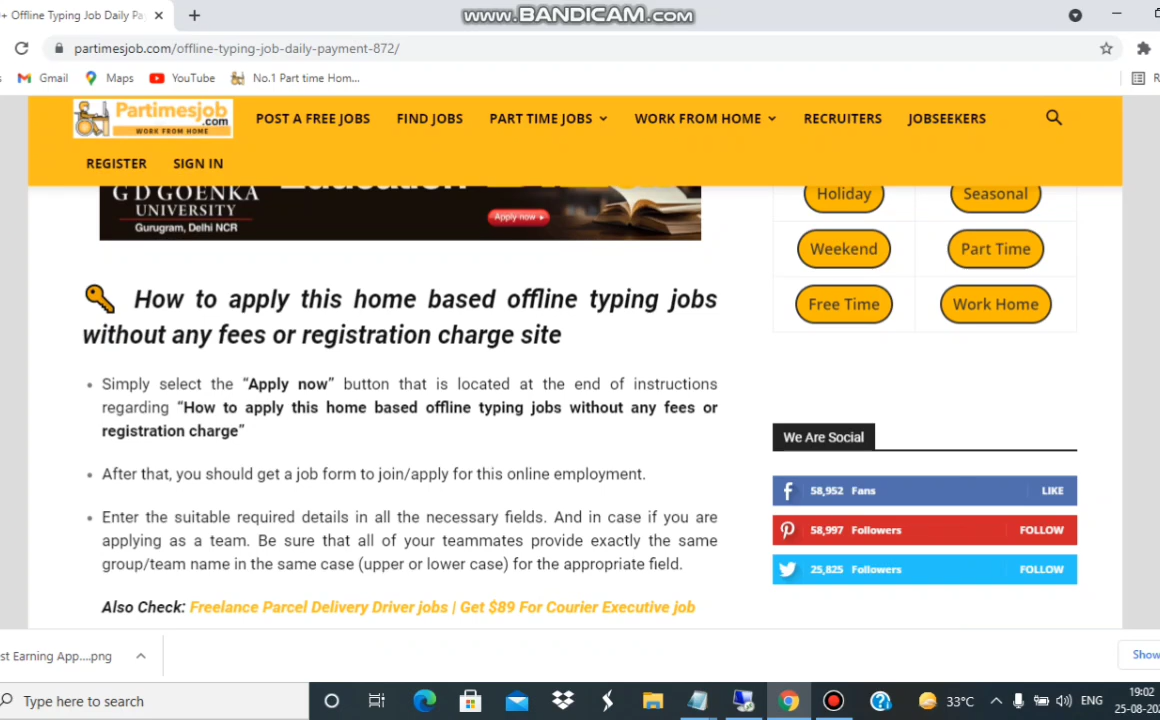 www.BANDICAM.com
+ Offline Typing Job Daily Pa
partimesjob.com/offline-typing-job-daily-payment-872/
s Gmail Maps YouTube No.1 Part time Hom...
Partimesjob
.com
WORK FROM HOME
POST A FREE JOBS FIND JOBS PART TIME JOBS WORK FROM HOME RECRUITERS JOBSEEKERS
REGISTER SIGN IN
G D GOENKA
UNIVERSITY
Gurugram, Delhi NCR
Apply now
Holiday Seasonal
Weekend Part Time
Free Time Work Home
How to apply this home based offline typing jobs
without any fees or registration charge site
• Simply select the “Apply now” button that is located at the end of instructions
regarding “How to apply this home based offline typing jobs without any fees or
registration charge”
• After that, you should get a job form to join/apply for this online employment.
• Enter the suitable required details in all the necessary fields. And in case if you are
applying as a team. Be sure that all of your teammates provide exactly the same
group/team name in the same case (upper or lower case) for the appropriate field.
Also Check: Freelance Parcel Delivery Driver jobs | Get $89 For Courier Executive job
We Are Social
58,952 Fans LIKE
58,997 Followers FOLLOW
25,825 Followers FOLLOW
st Earning App....png
Show
Type here to search
33°C
ENG
19:02
25-08-202